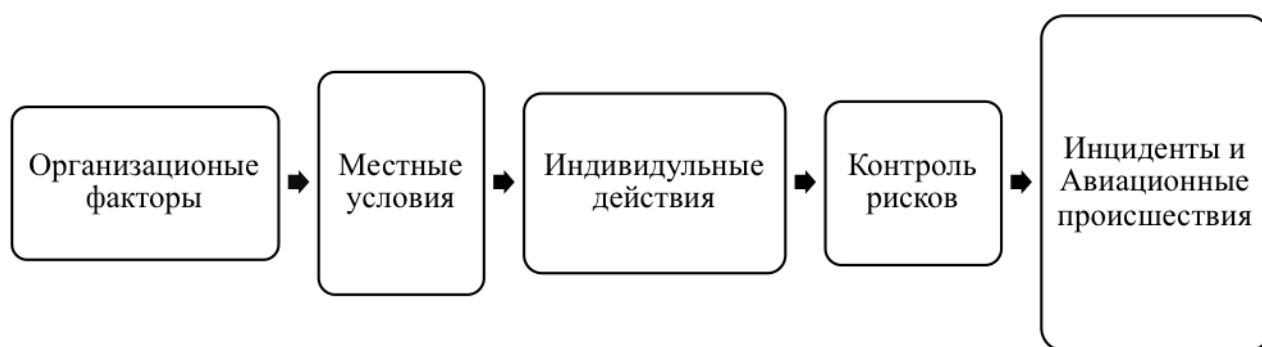 Организационые
факторы
Местные
условия
Индивидульные
действия
Контроль
рисков
Инциденты и
Авиационные
происшествия